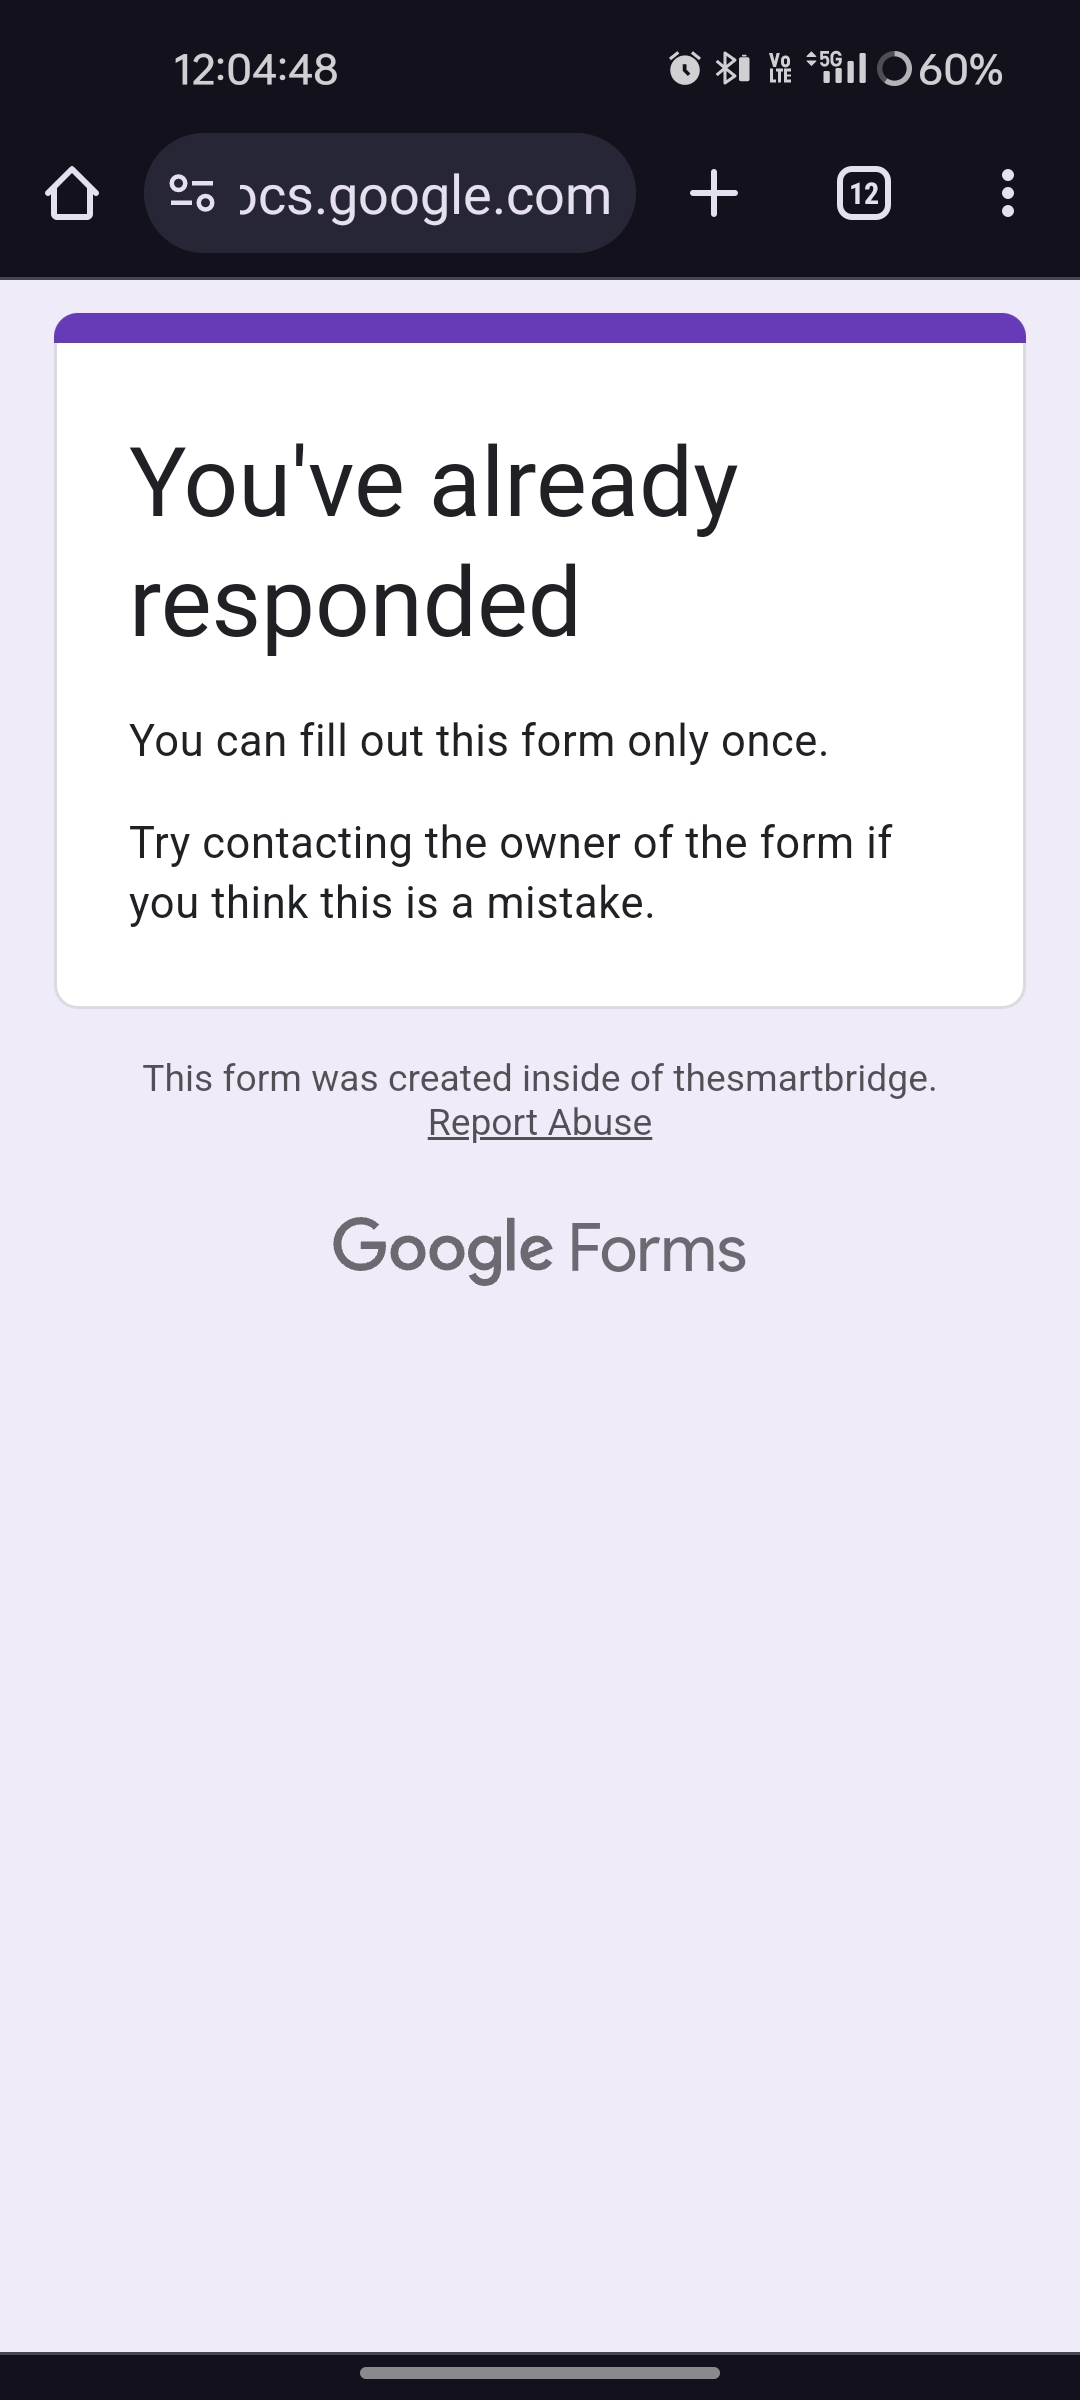 12:04:48
Vo
LTE
5G
60%
ocs.google.com
12
You've already
responded
You can fill out this form only once.
Try contacting the owner of the form if
you think this is a mistake.
This form was created inside of thesmartbridge.
Report Abuse
Google Forms